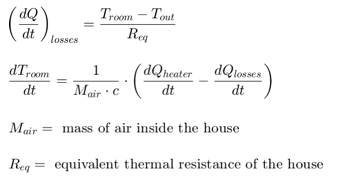 (dQ/dt)_losses = (T_room − T_out) / R_eq
dT_room/dt = 1/(M_air · c) · (dQ_heater/dt − dQ_losses/dt)
M_air = mass of air inside the house
R_eq = equivalent thermal resistance of the house